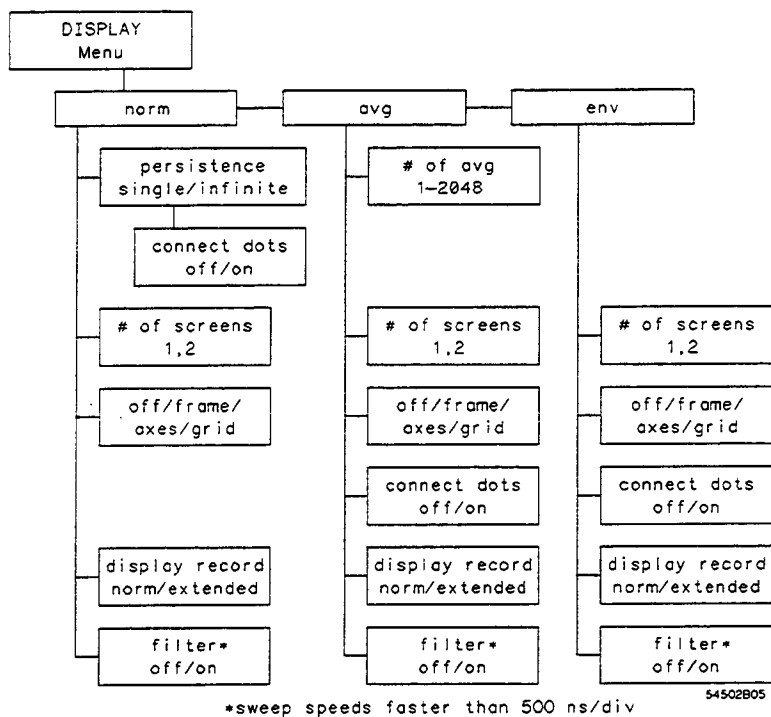 DISPLAY
Menu
norm
avg
env
persistence
single/infinite
# of avg
1-2048
connect dots
off/on
# of screens
1,2
# of screens
1,2
# of screens
1,2
off/frame/
axes/grid
off/frame/
axes/grid
off/frame/
axes/grid
connect dots
off/on
connect dots
off/on
display record
norm/extended
display record
norm/extended
display record
norm/extended
filter*
off/on
filter*
off/on
filter*
off/on
54502B05
*sweep speeds faster than 500 ns/div